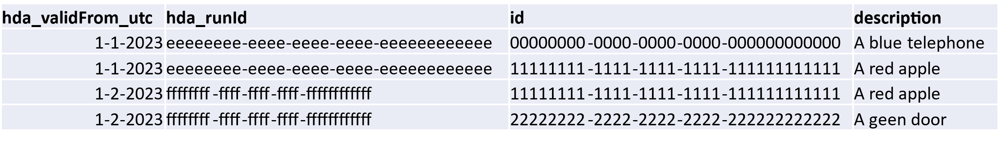 hda_validFrom_utc hda_runId id description
1-1-2023 eeeeeeee-eeee-eeee-eeee-eeeeeeeeeeee 00000000-0000-0000-0000-000000000000 A blue telephone
1-1-2023 eeeeeeee-eeee-eeee-eeee-eeeeeeeeeeee 11111111-1111-1111-1111-111111111111 A red apple
1-2-2023 ffffffff-ffff-ffff-ffff-ffffffffffff 11111111-1111-1111-1111-111111111111 A red apple
1-2-2023 ffffffff-ffff-ffff-ffff-ffffffffffff 22222222-2222-2222-2222-222222222222 A geen door